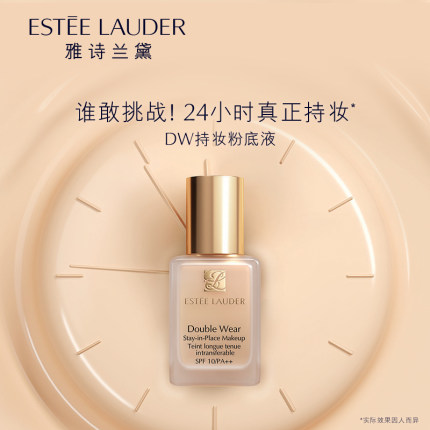 ESTĒE LAUDER
雅诗兰黛
谁敢挑战！24小时真正持妆*
DW持妆粉底液
ESTĒE LAUDER
Double Wear
Stay-in-Place Makeup
Teint longue tenue
intransférable
SPF 10/PA++
*实际效果因人而异